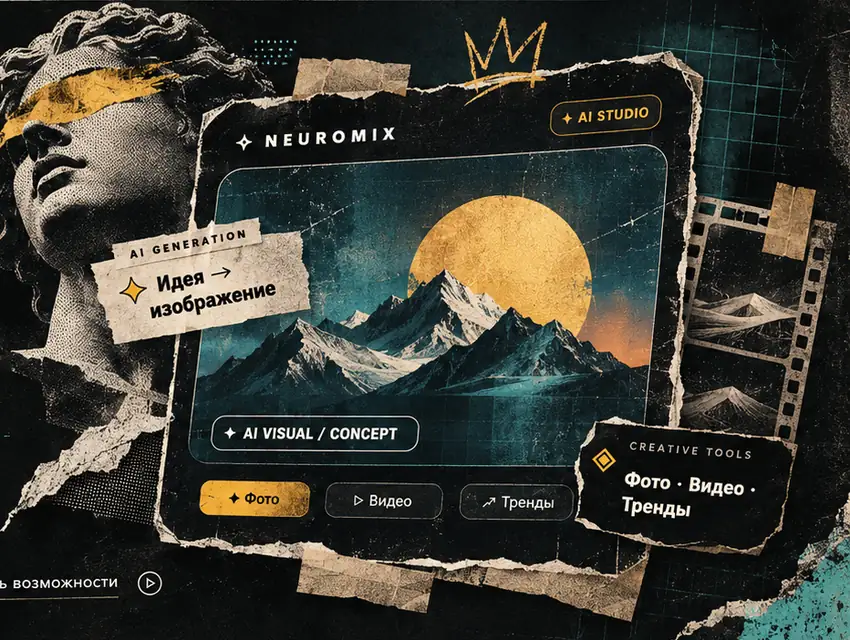 NEUROMIX
AI STUDIO
AI GENERATION
Идея →
изображение
AI VISUAL / CONCEPT
Фото
Видео
Тренды
CREATIVE TOOLS
Фото · Видео ·
Тренды
возможности